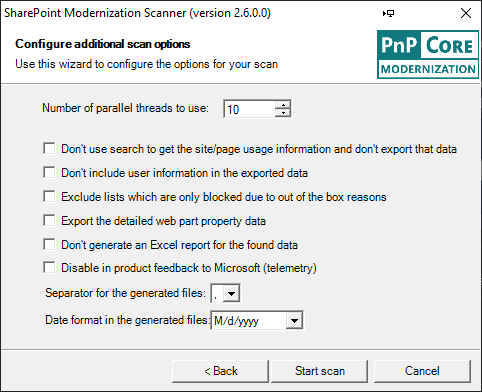 SharePoint Modernization Scanner (version 2.6.0.0)
Configure additional scan options
Use this wizard to configure the options for your scan
PnP Core
MODERNIZATION
Number of parallel threads to use: 10
Don't use search to get the site/page usage information and don't export that data
Don't include user information in the exported data
Exclude lists which are only blocked due to out of the box reasons
Export the detailed web part property data
Don't generate an Excel report for the found data
Disable in product feedback to Microsoft (telemetry)
Separator for the generated files: ,
Date format in the generated files: M/d/yyyy
< Back Start scan Cancel